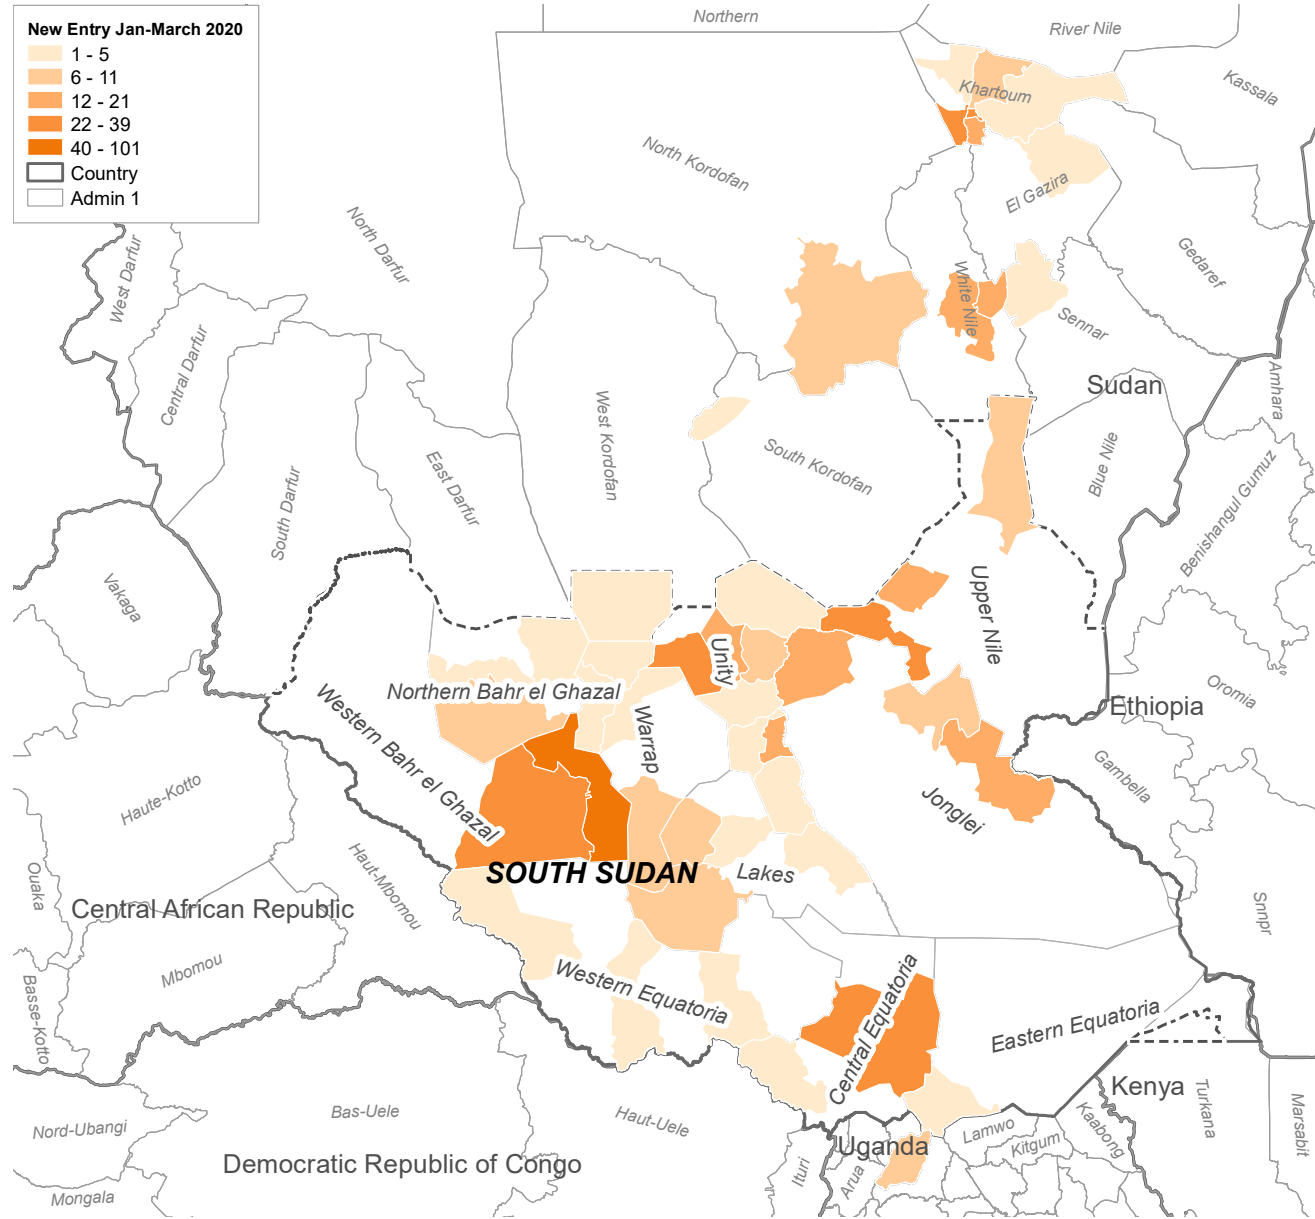 New Entry Jan-March 2020
1 - 5
6 - 11
12 - 21
22 - 39
40 - 101
Country
Admin 1
Northern
River Nile
Kassala
Khartoum
North Kordofan
El Gazira
North Darfur
West Darfur
Gedaref
White Nile
Sennar
Central Darfur
Sudan
Amhara
West Kordofan
South Kordofan
Blue Nile
East Darfur
South Darfur
Benishangul Gumuz
Vakaga
Upper Nile
Unity
Northern Bahr el Ghazal
Oromia
Ethiopia
Western Bahr el Ghazal
Warrap
Gambella
Haute-Kotto
Jonglei
SOUTH SUDAN
Lakes
Haut-Mbomou
Ouaka
Central African Republic
Snnpr
Mbomou
Western Equatoria
Basse-Kotto
Central Equatoria
Eastern Equatoria
Kenya
Turkana
Marsabit
Bas-Uele
Haut-Uele
Nord-Ubangi
Lamwo
Kaabong
Kitgum
Uganda
Democratic Republic of Congo
Ituri
Arua
Mongala